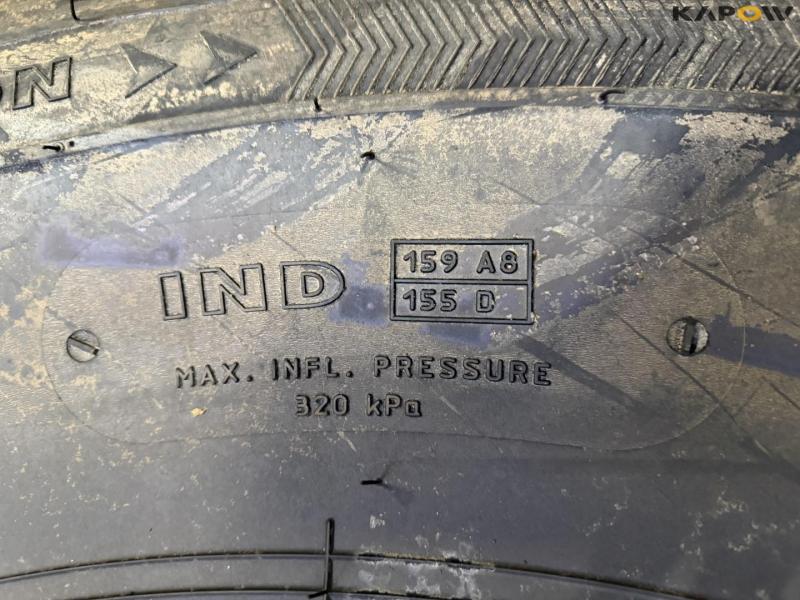 KAPOW
IND
159 A8
155 D
MAX. INFL. PRESSURE
320 kPa